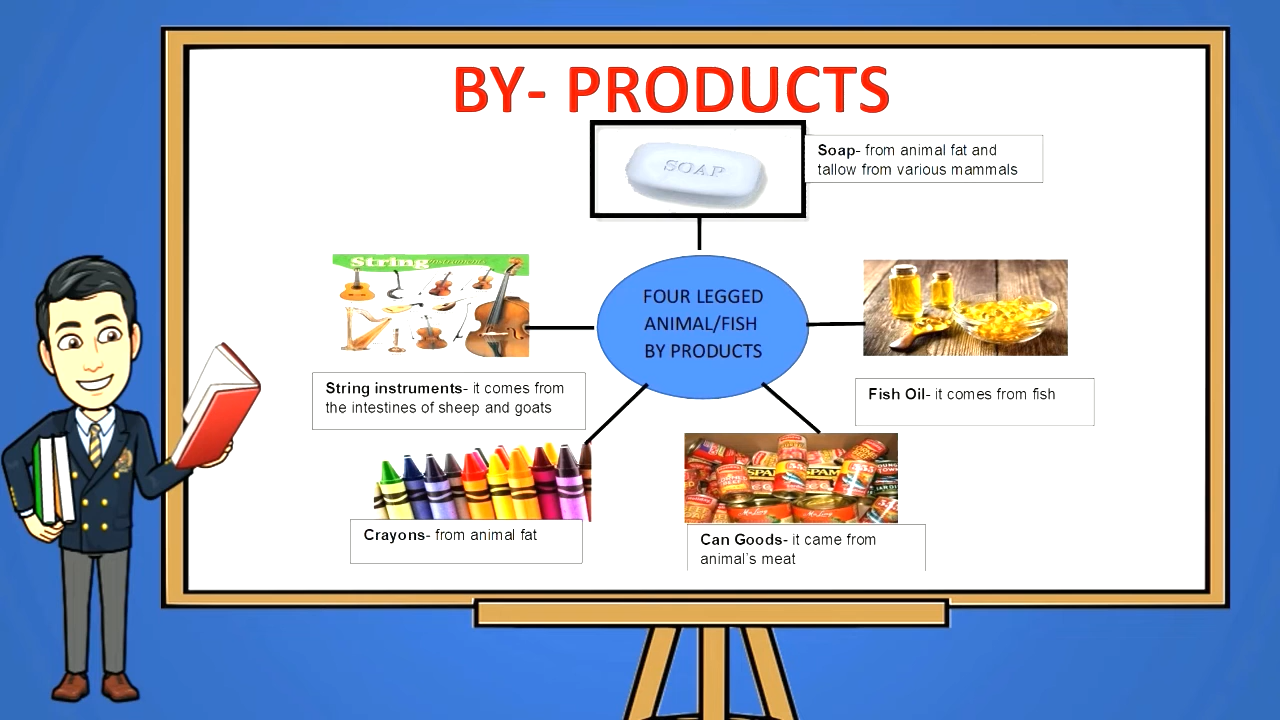 BY- PRODUCTS
SOAP
Soap- from animal fat and
tallow from various mammals
String instruments
FOUR LEGGED
ANIMAL/FISH
BY PRODUCTS
String instruments- it comes from
the intestines of sheep and goats
Fish Oil- it comes from fish
SPAM SPAM
Crayons- from animal fat
Can Goods- it came from
animal's meat